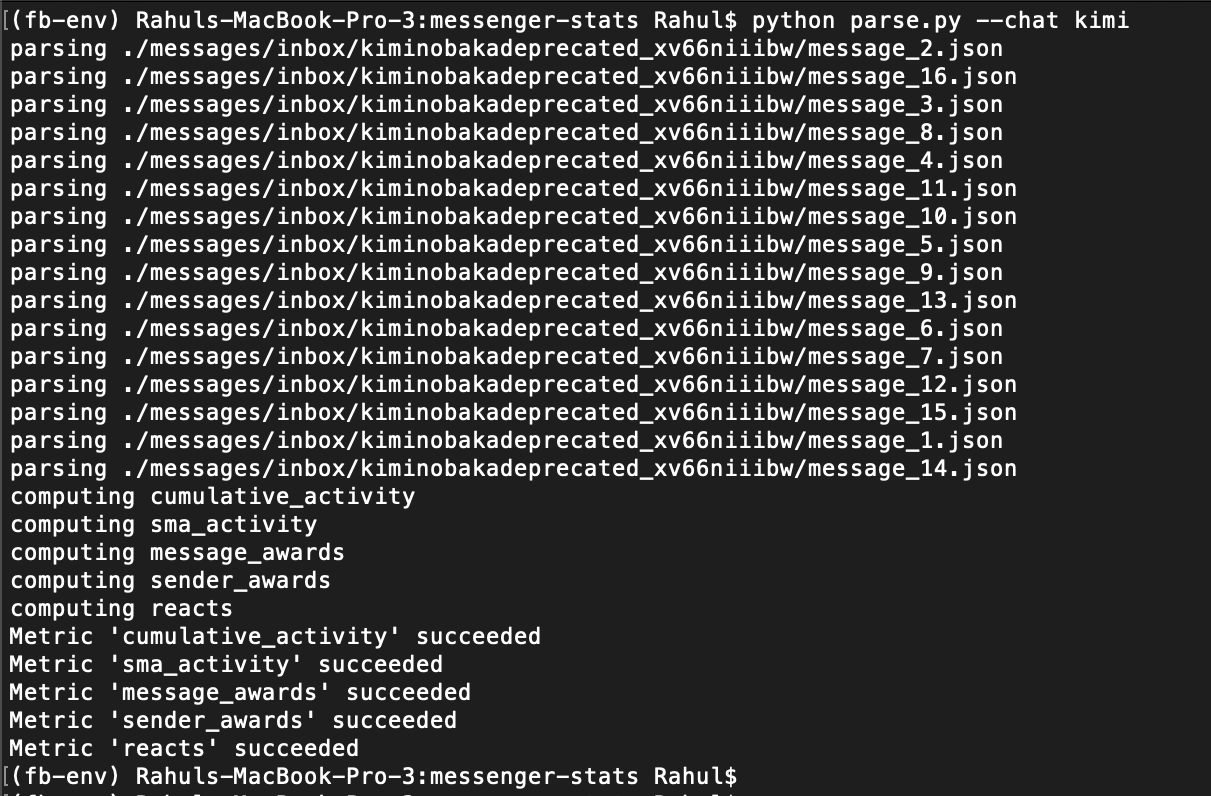 [(fb-env) Rahuls-MacBook-Pro-3:messenger-stats Rahul$ python parse.py --chat kimi
parsing ./messages/inbox/kiminobakadeprecated_xv66niiibw/message_2.json
parsing ./messages/inbox/kiminobakadeprecated_xv66niiibw/message_16.json
parsing ./messages/inbox/kiminobakadeprecated_xv66niiibw/message_3.json
parsing ./messages/inbox/kiminobakadeprecated_xv66niiibw/message_8.json
parsing ./messages/inbox/kiminobakadeprecated_xv66niiibw/message_4.json
parsing ./messages/inbox/kiminobakadeprecated_xv66niiibw/message_11.json
parsing ./messages/inbox/kiminobakadeprecated_xv66niiibw/message_10.json
parsing ./messages/inbox/kiminobakadeprecated_xv66niiibw/message_5.json
parsing ./messages/inbox/kiminobakadeprecated_xv66niiibw/message_9.json
parsing ./messages/inbox/kiminobakadeprecated_xv66niiibw/message_13.json
parsing ./messages/inbox/kiminobakadeprecated_xv66niiibw/message_6.json
parsing ./messages/inbox/kiminobakadeprecated_xv66niiibw/message_7.json
parsing ./messages/inbox/kiminobakadeprecated_xv66niiibw/message_12.json
parsing ./messages/inbox/kiminobakadeprecated_xv66niiibw/message_15.json
parsing ./messages/inbox/kiminobakadeprecated_xv66niiibw/message_1.json
parsing ./messages/inbox/kiminobakadeprecated_xv66niiibw/message_14.json
computing cumulative_activity
computing sma_activity
computing message_awards
computing sender_awards
computing reacts
Metric 'cumulative_activity' succeeded
Metric 'sma_activity' succeeded
Metric 'message_awards' succeeded
Metric 'sender_awards' succeeded
Metric 'reacts' succeeded
[(fb-env) Rahuls-MacBook-Pro-3:messenger-stats Rahul$